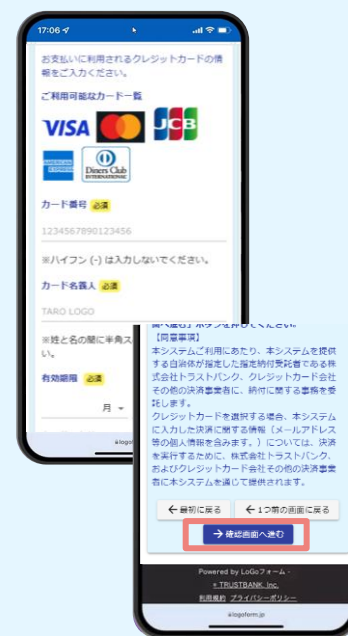 17:06
お支払いに利用されるクレジットカードの情
報をご入力ください。
ご利用可能なカード一覧
VISA
JCB
AMERICAN
EXPRESS
Diners Club
INTERNATIONAL
カード番号 必須
1234567890123456
※ハイフン (-) は入力しないでください。
カード名義人 必須
TARO LOGO
※姓と名の間に半角ス
い。
有効期限 必須
月
logo
面へ進む」ボタンを押してください。
【同意事項】
本システムご利用にあたり、本システムを提供
する自治体が指定した指定納付受託者である株
式会社トラストバンク、クレジットカード会社
その他の決済事業者に、納付に関する事務を委
託します。
クレジットカードを選択する場合、本システム
に入力した決済に関する情報（メールアドレス
等の個人情報を含みます。）については、決済
を実行するために、株式会社トラストバンク、
およびクレジットカード会社その他の決済事業
者に本システムを通じて提供されます。
←最初に戻る
←1つ前の画面に戻る
→確認画面へ進む
Powered by LoGoフォーム -
TRUSTBANK, Inc.
利用規約 プライバシーポリシー
logoform.jp